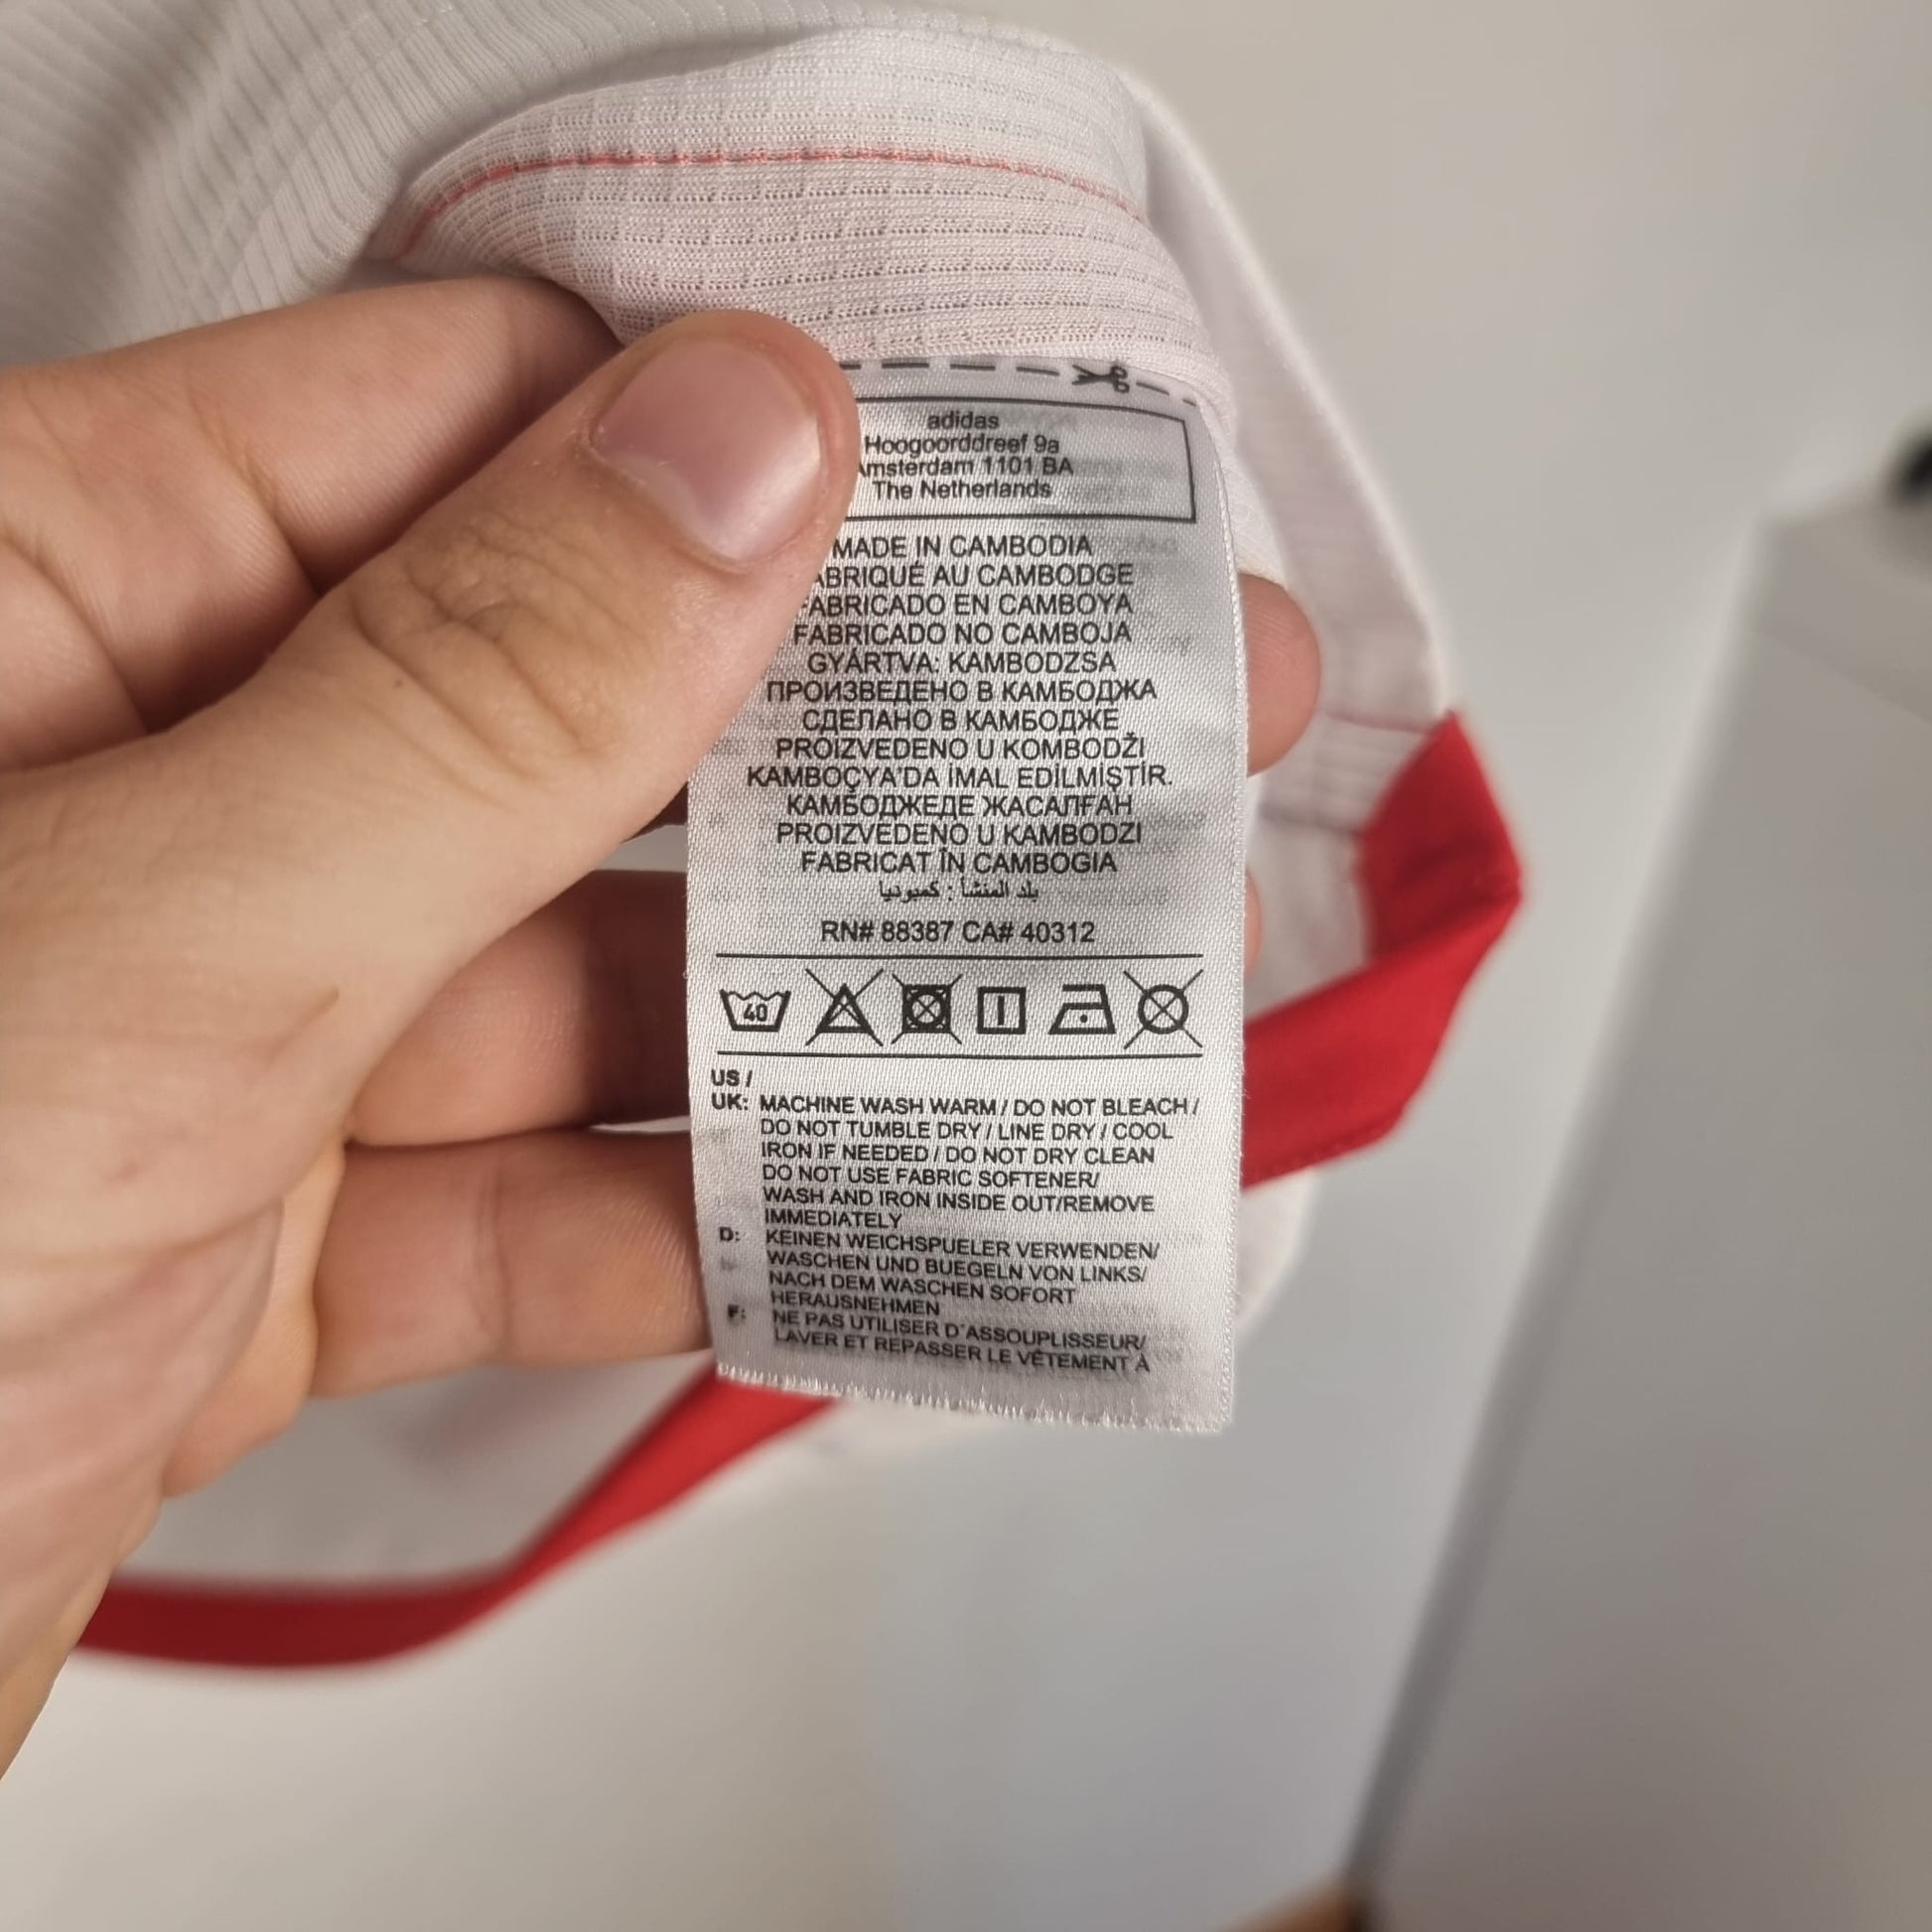 adidas
Hoogoorddreef 9a
Amsterdam 1101 BA
The Netherlands
MADE IN CAMBODIA
FABRIQUÉ AU CAMBODGE
FABRICADO EN CAMBOYA
FABRICADO NO CAMBOJA
GYÁRTVA: KAMBODZSA
ПРОИЗВЕДЕНО В КАМБОДЖА
СДЕЛАНО В КАМБОДЖЕ
PROIZVEDENO U KOMBODŽI
KAMBOÇYA'DA İMAL EDİLMİŞTİR.
КАМБОДЖЕДЕ ЖАСАЛҒАН
PROIZVEDENO U KAMBODZI
FABRICAT ÎN CAMBOGIA
بلد المنشأ : كمبوديا
RN# 88387 CA# 40312
40
US /
UK: MACHINE WASH WARM / DO NOT BLEACH /
DO NOT TUMBLE DRY / LINE DRY / COOL
IRON IF NEEDED / DO NOT DRY CLEAN
DO NOT USE FABRIC SOFTENER/
WASH AND IRON INSIDE OUT/REMOVE
IMMEDIATELY
D: KEINEN WEICHSPUELER VERWENDEN/
WASCHEN UND BUEGELN VON LINKS/
NACH DEM WASCHEN SOFORT
HERAUSNEHMEN
F: NE PAS UTILISER D'ASSOUPLISSEUR/
LAVER ET REPASSER LE VÊTEMENT À